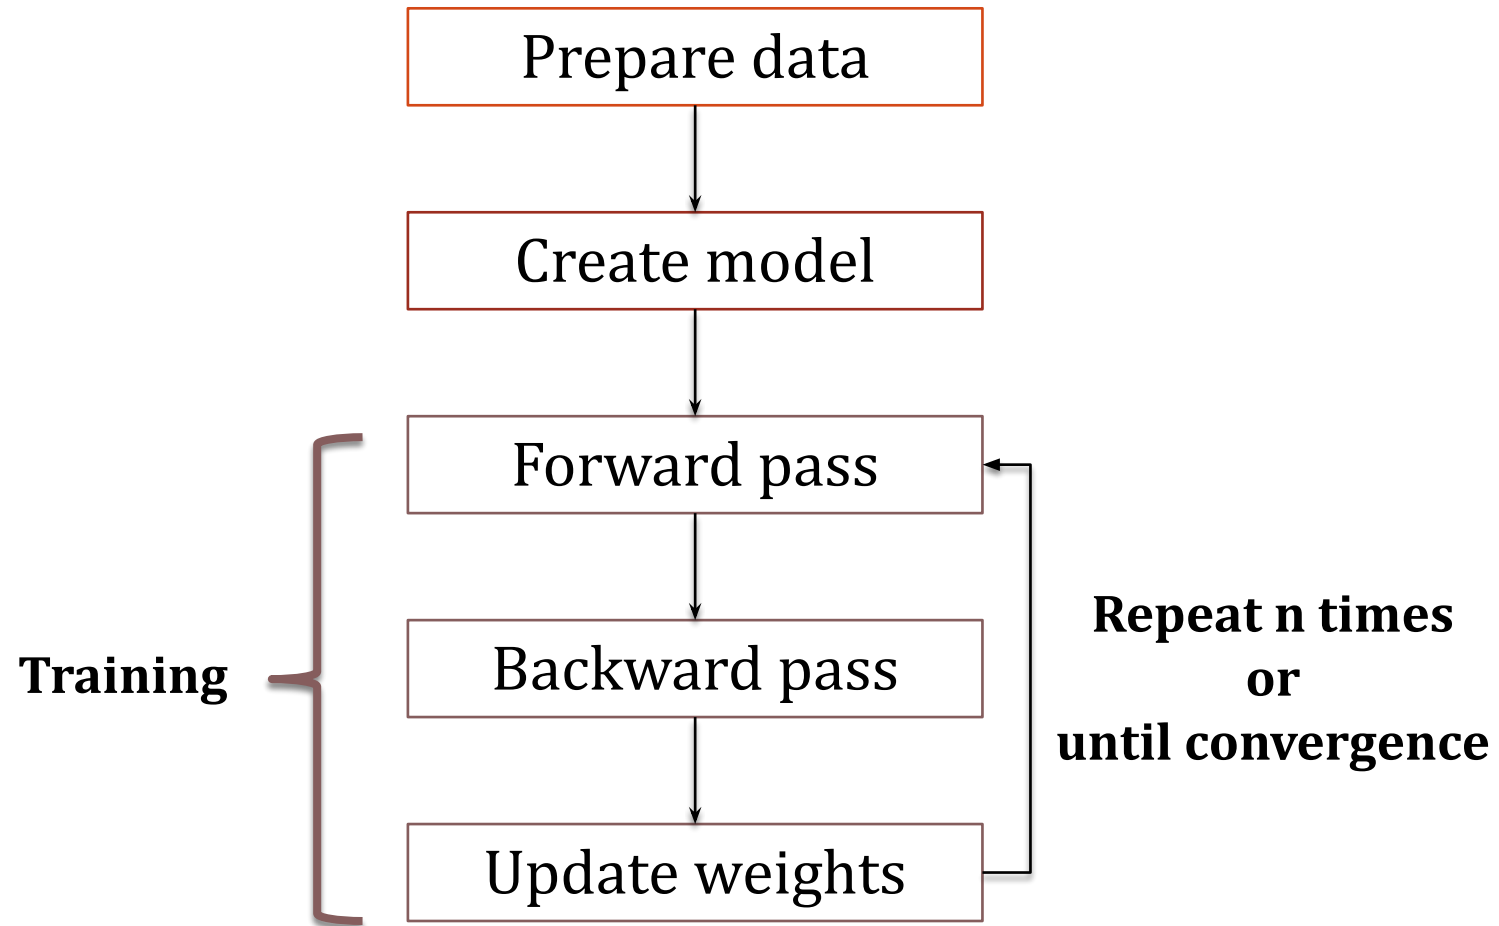 Prepare data
Create model
Forward pass
Backward pass
Update weights
Training
Repeat n times
or
until convergence